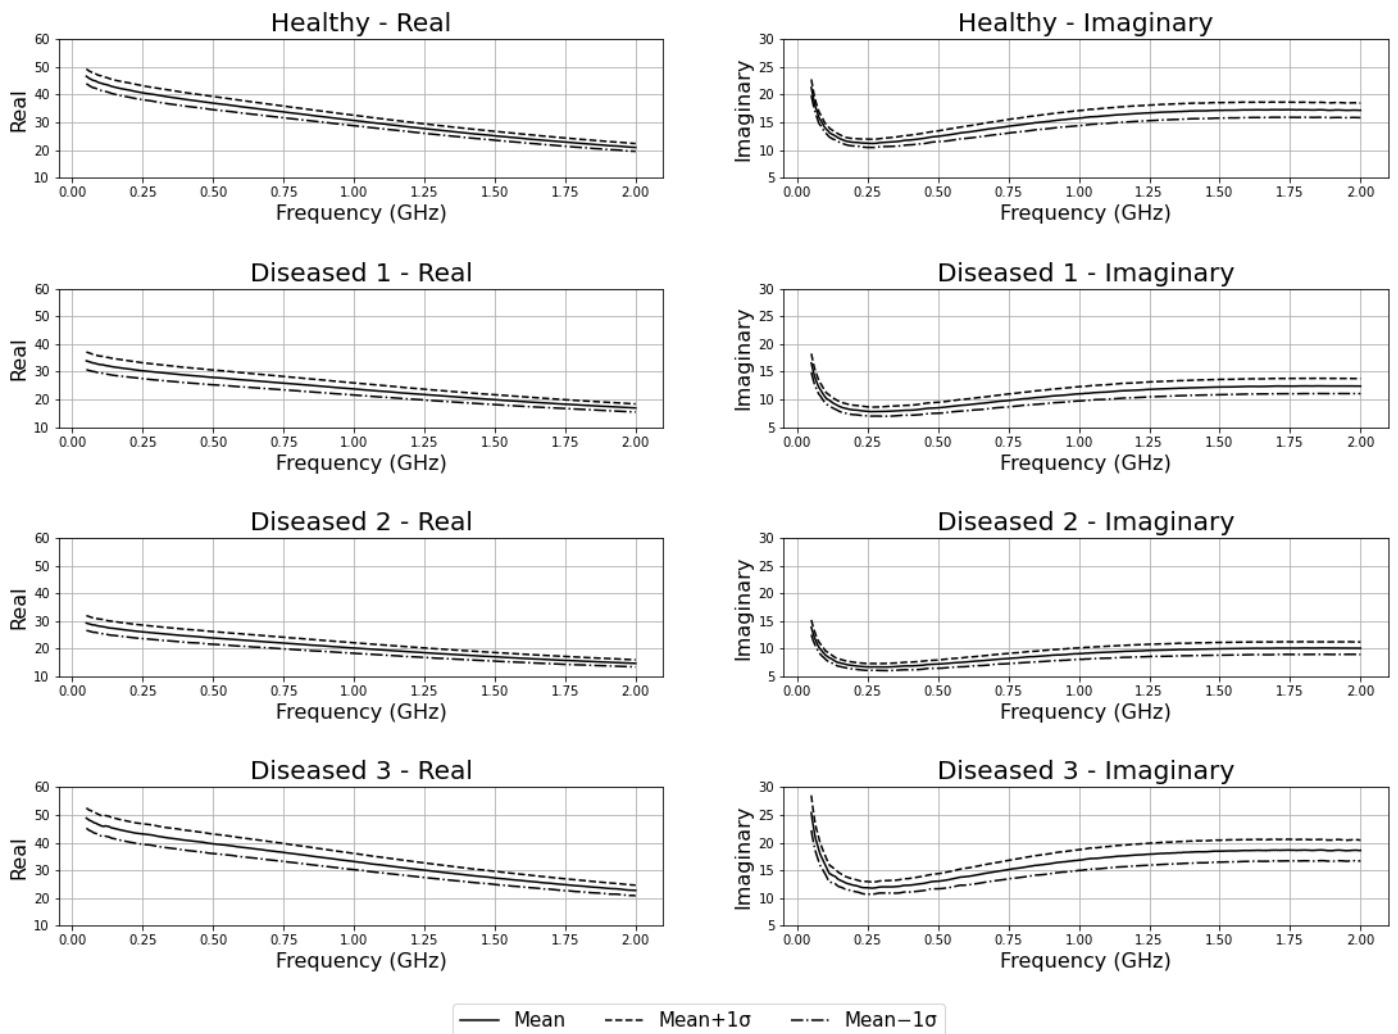 Healthy - Real
Real
60
50
40
30
20
10
0.00 0.25 0.50 0.75 1.00 1.25 1.50 1.75 2.00
Frequency (GHz)
Healthy - Imaginary
Imaginary
30
25
20
15
10
5
0.00 0.25 0.50 0.75 1.00 1.25 1.50 1.75 2.00
Frequency (GHz)
Diseased 1 - Real
Real
60
50
40
30
20
10
0.00 0.25 0.50 0.75 1.00 1.25 1.50 1.75 2.00
Frequency (GHz)
Diseased 1 - Imaginary
Imaginary
30
25
20
15
10
5
0.00 0.25 0.50 0.75 1.00 1.25 1.50 1.75 2.00
Frequency (GHz)
Diseased 2 - Real
Real
60
50
40
30
20
10
0.00 0.25 0.50 0.75 1.00 1.25 1.50 1.75 2.00
Frequency (GHz)
Diseased 2 - Imaginary
Imaginary
30
25
20
15
10
5
0.00 0.25 0.50 0.75 1.00 1.25 1.50 1.75 2.00
Frequency (GHz)
Diseased 3 - Real
Real
60
50
40
30
20
10
0.00 0.25 0.50 0.75 1.00 1.25 1.50 1.75 2.00
Frequency (GHz)
Diseased 3 - Imaginary
Imaginary
30
25
20
15
10
5
0.00 0.25 0.50 0.75 1.00 1.25 1.50 1.75 2.00
Frequency (GHz)
Mean Mean+1σ Mean−1σ